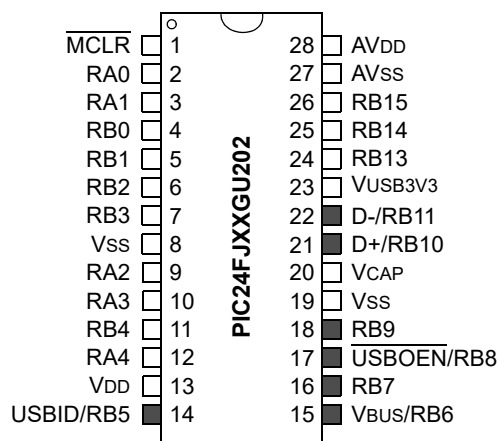 MCLR 1 28 AVDD
RA0 2 27 AVSS
RA1 3 26 RB15
RB0 4 25 RB14
RB1 5 24 RB13
RB2 6 23 VUSB3V3
RB3 7 22 D-/RB11
VSS 8 21 D+/RB10
RA2 9 20 VCAP
RA3 10 19 VSS
RB4 11 18 RB9
RA4 12 17 USBOEN/RB8
VDD 13 16 RB7
USBID/RB5 14 15 VBUS/RB6
PIC24FJXXGU202